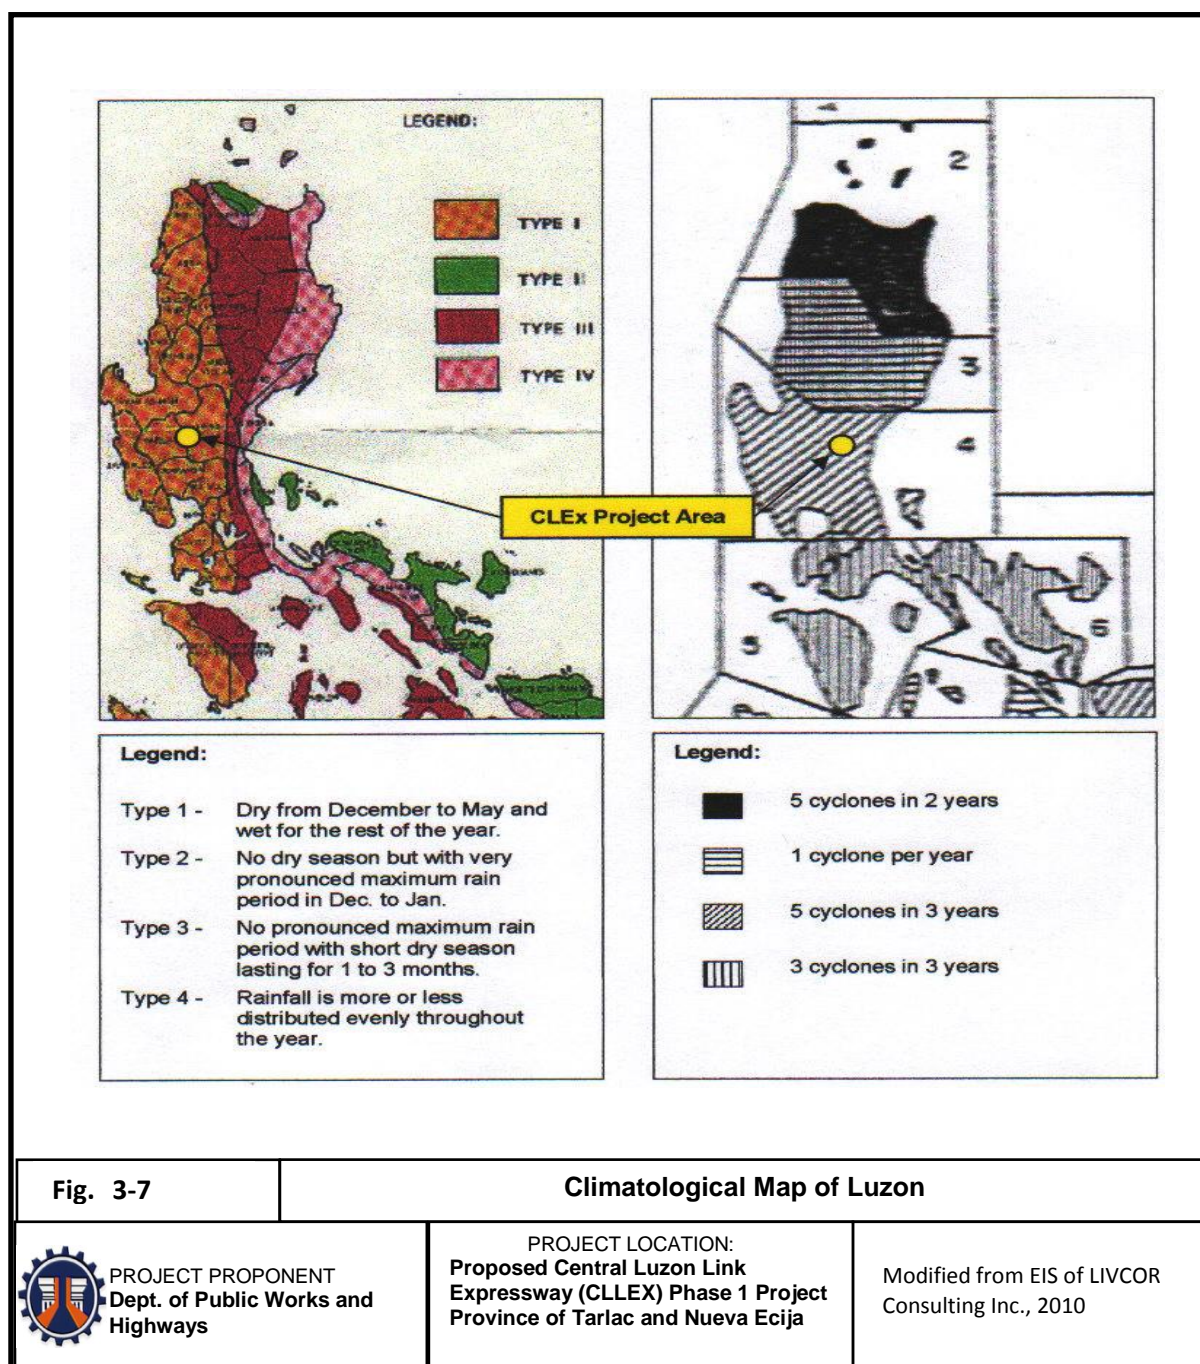 LEGEND:
TYPE I
TYPE II
TYPE III
TYPE IV
2
3
4
5
6
4
CLEx Project Area
Legend:
Type 1 - Dry from December to May and
wet for the rest of the year.
Type 2 - No dry season but with very
pronounced maximum rain
period in Dec. to Jan.
Type 3 - No pronounced maximum rain
period with short dry season
lasting for 1 to 3 months.
Type 4 - Rainfall is more or less
distributed evenly throughout
the year.
Legend:
5 cyclones in 2 years
1 cyclone per year
5 cyclones in 3 years
3 cyclones in 3 years
Fig. 3-7
Climatological Map of Luzon
PROJECT PROPONENT
Dept. of Public Works and
Highways
PROJECT LOCATION:
Proposed Central Luzon Link
Expressway (CLLEX) Phase 1 Project
Province of Tarlac and Nueva Ecija
Modified from EIS of LIVCOR
Consulting Inc., 2010